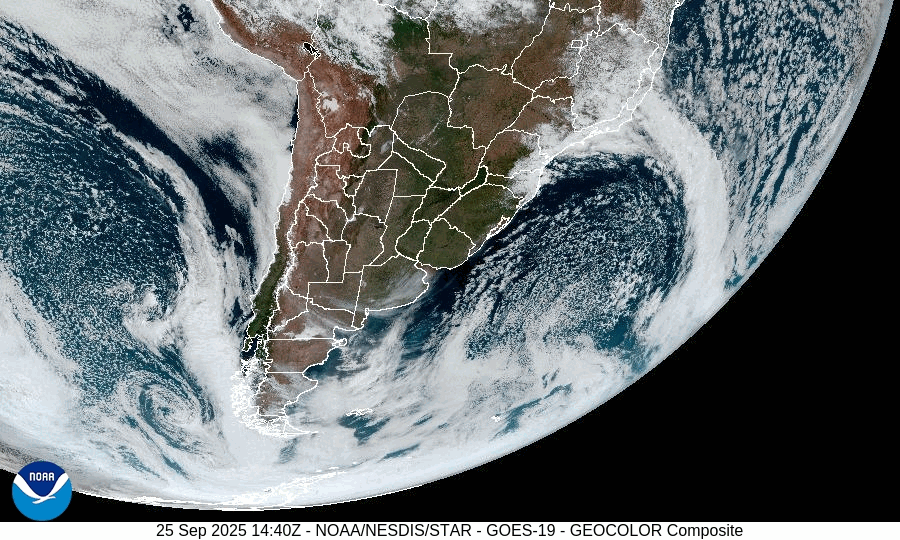 NOAA
25 Sep 2025 14:40Z - NOAA/NESDIS/STAR - GOES-19 - GEOCOLOR Composite